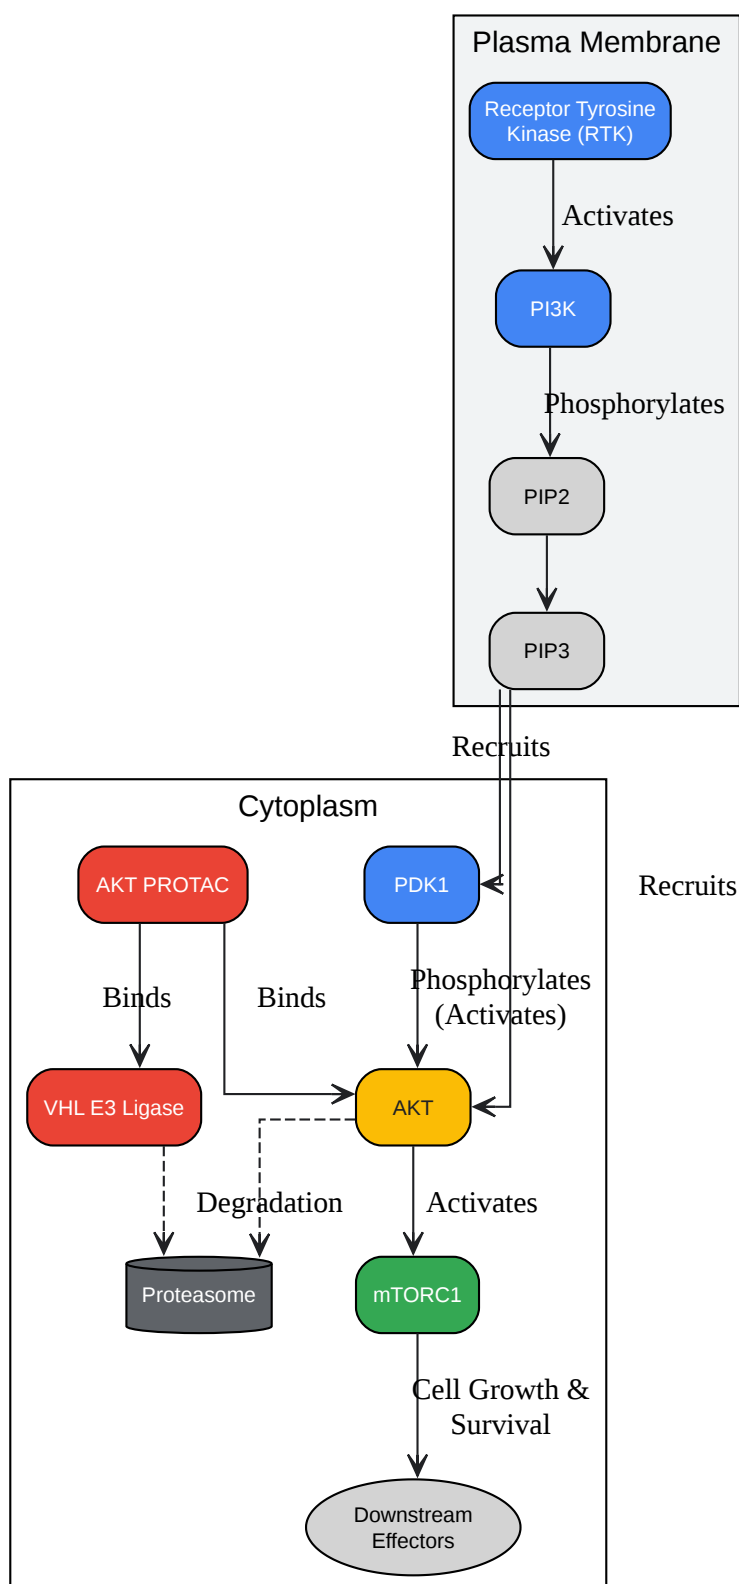 Plasma Membrane
Receptor Tyrosine
Kinase (RTK)
Activates
PI3K
Phosphorylates
PIP2
PIP3
Recruits
Cytoplasm
AKT PROTAC
PDK1
Recruits
Binds
Binds
Phosphorylates
(Activates)
VHL E3 Ligase
AKT
Degradation
Activates
Proteasome
mTORC1
Cell Growth &
Survival
Downstream
Effectors